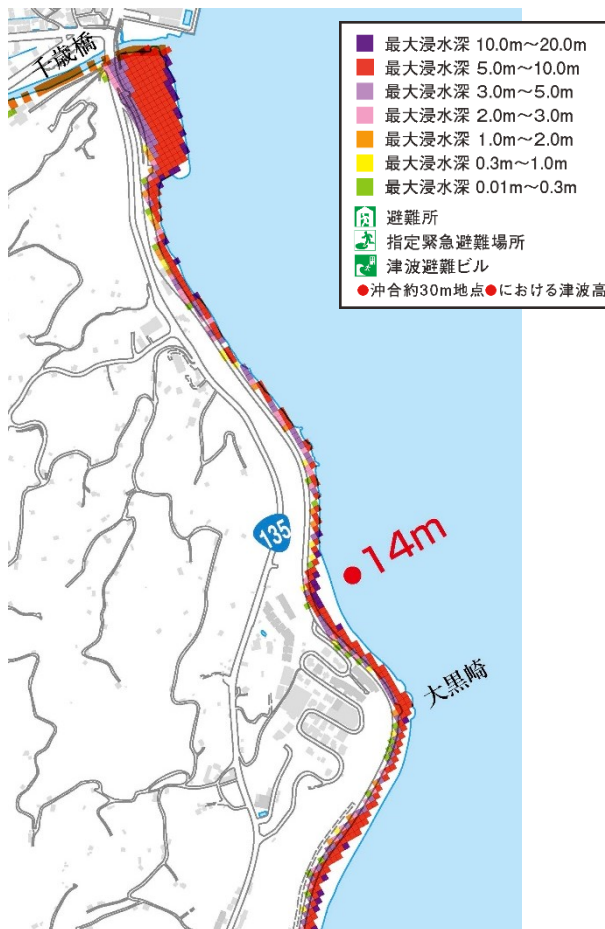 千歳橋
最大浸水深 10.0m～20.0m
最大浸水深 5.0m～10.0m
最大浸水深 3.0m～5.0m
最大浸水深 2.0m～3.0m
最大浸水深 1.0m～2.0m
最大浸水深 0.3m～1.0m
最大浸水深 0.01m～0.3m
避難所
指定緊急避難場所
津波避難ビル
●沖合約30m地点●における津波高
135
14m
大黒崎